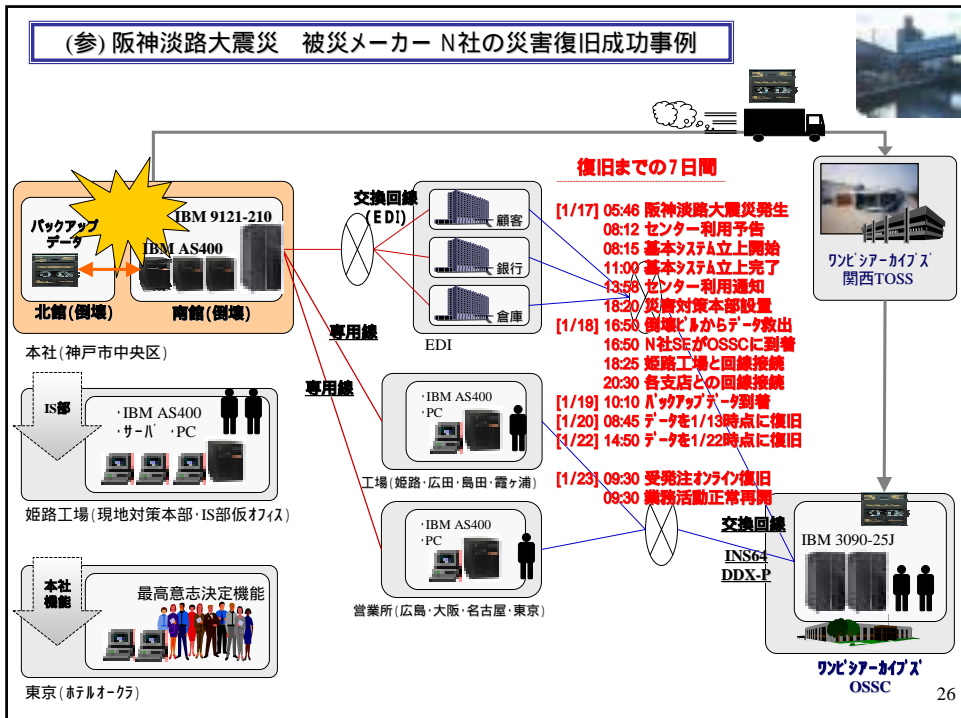 (参) 阪神淡路大震災　被災メーカー N社の災害復旧成功事例
バックアップ
データ
IBM 9121-210
IBM AS400
北館(倒壊)
南館(倒壊)
本社(神戸市中央区)
交換回線
(EDI)
顧客
銀行
倉庫
EDI
専用線
専用線
復旧までの7日間
[1/17] 05:46 阪神淡路大震災発生
08:12 センター利用予告
08:15 基本ｼｽﾃﾑ立上開始
11:00 基本ｼｽﾃﾑ立上完了
13:58 センター利用通知
18:20 災害対策本部設置
[1/18] 16:50 倒壊ﾋﾞﾙからﾃﾞｰﾀ救出
16:50 N社SEがOSSCに到着
18:25 姫路工場と回線接続
20:30 各支店との回線接続
[1/19] 10:10 ﾊﾞｯｸｱｯﾌﾟﾃﾞｰﾀ到着
[1/20] 08:45 ﾃﾞｰﾀを1/13時点に復旧
[1/22] 14:50 ﾃﾞｰﾀを1/22時点に復旧
[1/23] 09:30 受発注ｵﾝﾗｲﾝ復旧
09:30 業務活動正常再開
ﾜﾝﾋﾞｼｱｰｶｲﾌﾞｽﾞ
関西TOSS
IS部
･IBM AS400
･ｻｰﾊﾞ ･PC
姫路工場(現地対策本部･IS部仮ｵﾌｨｽ)
･IBM AS400
･PC
工場(姫路･広田･島田･霞ヶ浦)
･IBM AS400
･PC
営業所(広島･大阪･名古屋･東京)
本社
機能
最高意志決定機能
東京(ﾎﾃﾙｵｰｸﾗ)
交換回線
INS64
DDX-P
IBM 3090-25J
ﾜﾝﾋﾞｼｱｰｶｲﾌﾞｽﾞ
OSSC
26